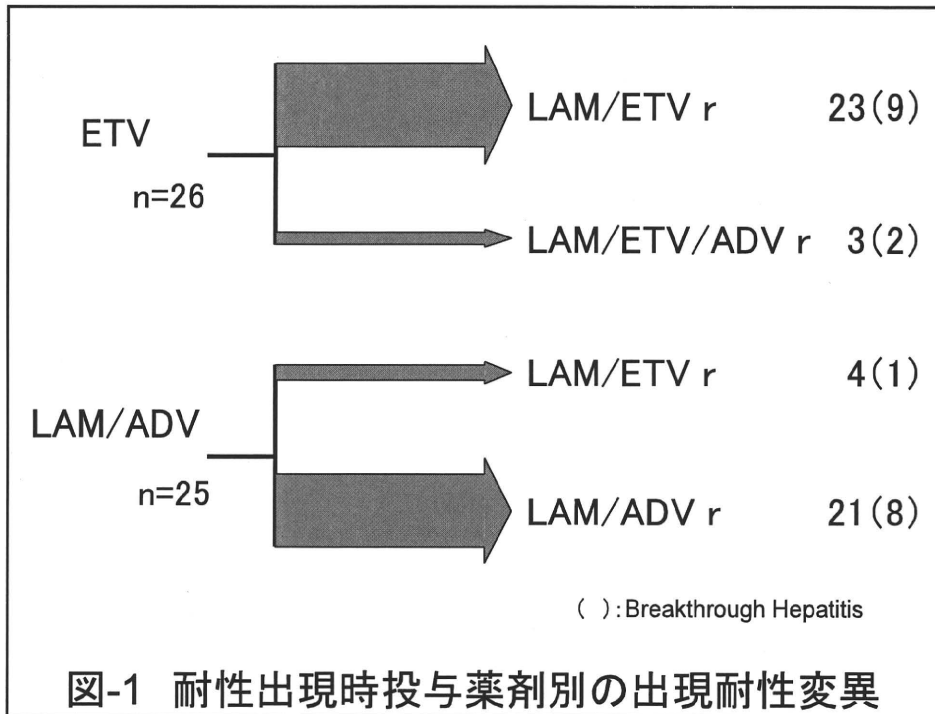 ETV
n=26
LAM/ETV r 23(9)
LAM/ETV/ADV r 3(2)
LAM/ADV
n=25
LAM/ETV r 4(1)
LAM/ADV r 21(8)
( ):Breakthrough Hepatitis
図-1 耐性出現時投与薬剤別の出現耐性変異